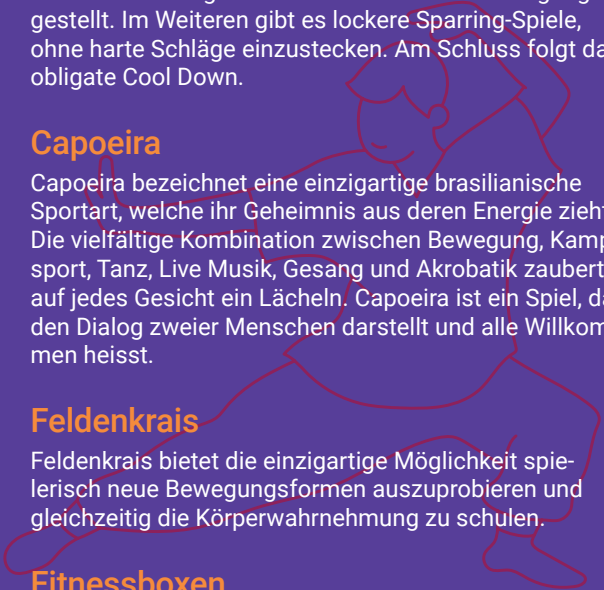 gestellt. Im Weiteren gibt es lockere Sparring-Spiele,
ohne harte Schläge einzustecken. Am Schluss folgt da
obligate Cool Down.
Capoeira
Capoeira bezeichnet eine einzigartige brasilianische
Sportart, welche ihr Geheimnis aus deren Energie zieht
Die vielfältige Kombination zwischen Bewegung, Kamp
sport, Tanz, Live Musik, Gesang und Akrobatik zaubert
auf jedes Gesicht ein Lächeln. Capoeira ist ein Spiel, da
den Dialog zweier Menschen darstellt und alle Willkom
men heisst.
Feldenkrais
Feldenkrais bietet die einzigartige Möglichkeit spie-
lerisch neue Bewegungsformen auszuprobieren und
gleichzeitig die Körperwahrnehmung zu schulen.
Fitnessboxen